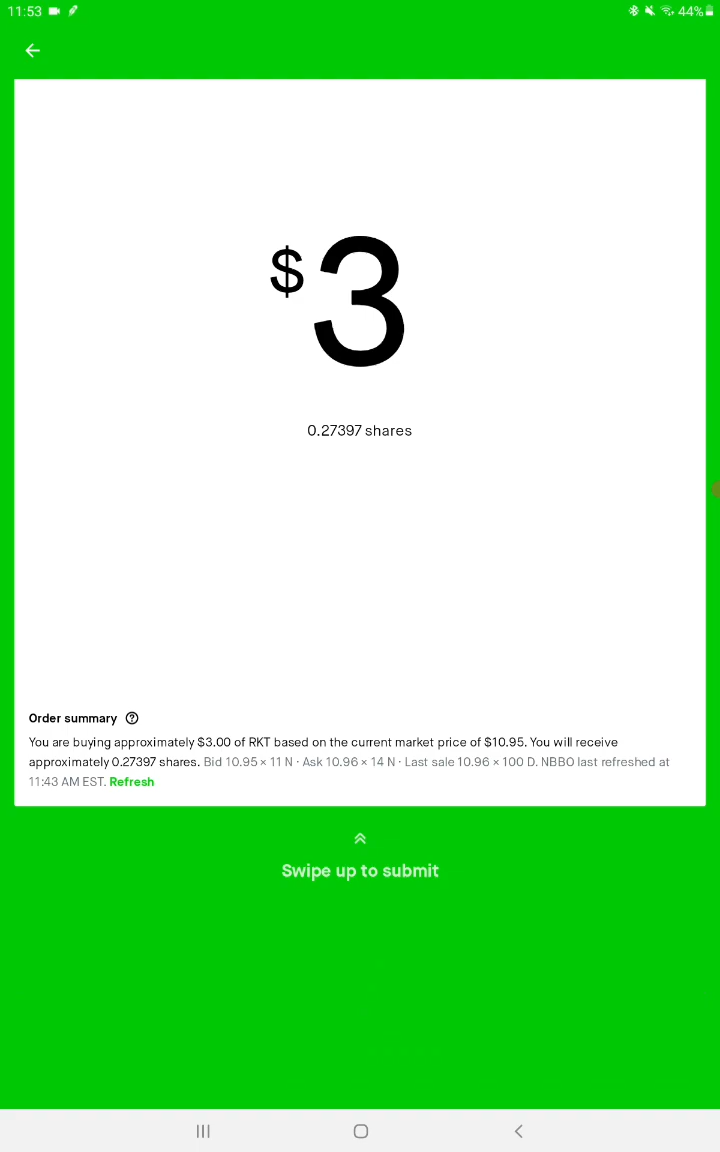 11:53 44%
$3
0.27397 shares
Order summary
You are buying approximately $3.00 of RKT based on the current market price of $10.95. You will receive
approximately 0.27397 shares. Bid 10.95 × 11 N · Ask 10.96 × 14 N · Last sale 10.96 × 100 D. NBBO last refreshed at
11:43 AM EST. Refresh
Swipe up to submit